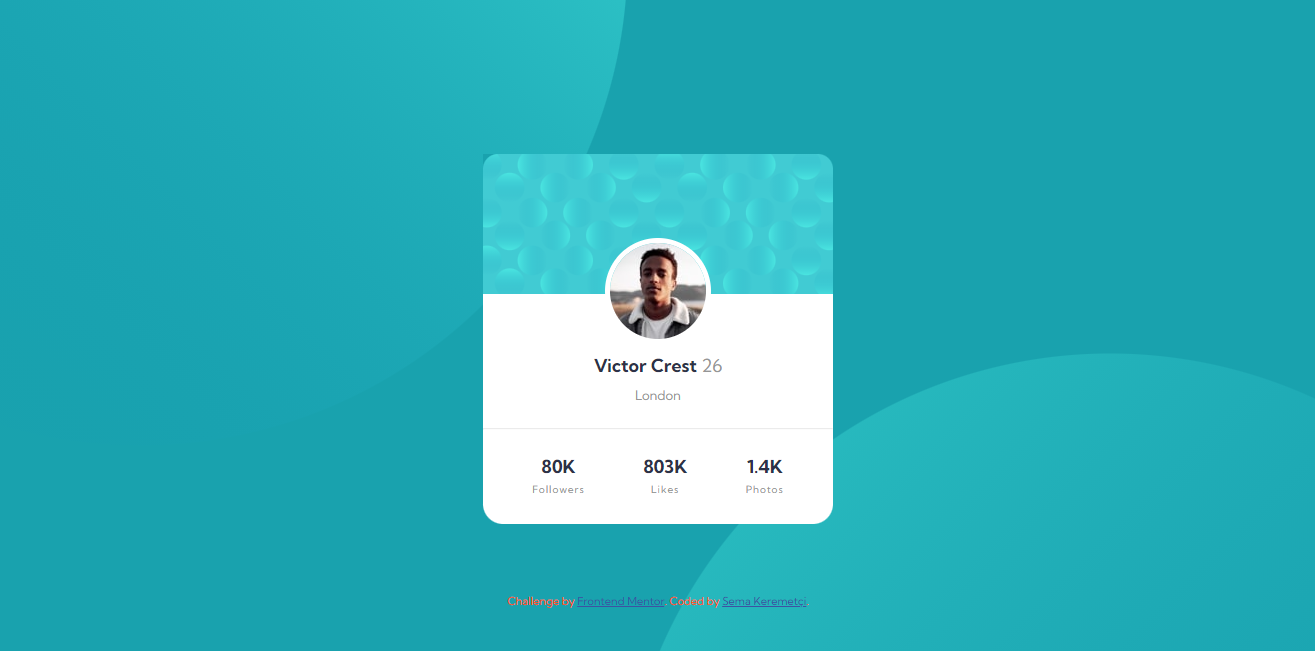 Victor Crest 26
London
80K 803K 1.4K
Followers Likes Photos
Challenge by Frontend Mentor. Coded by Sema Keremetçi.